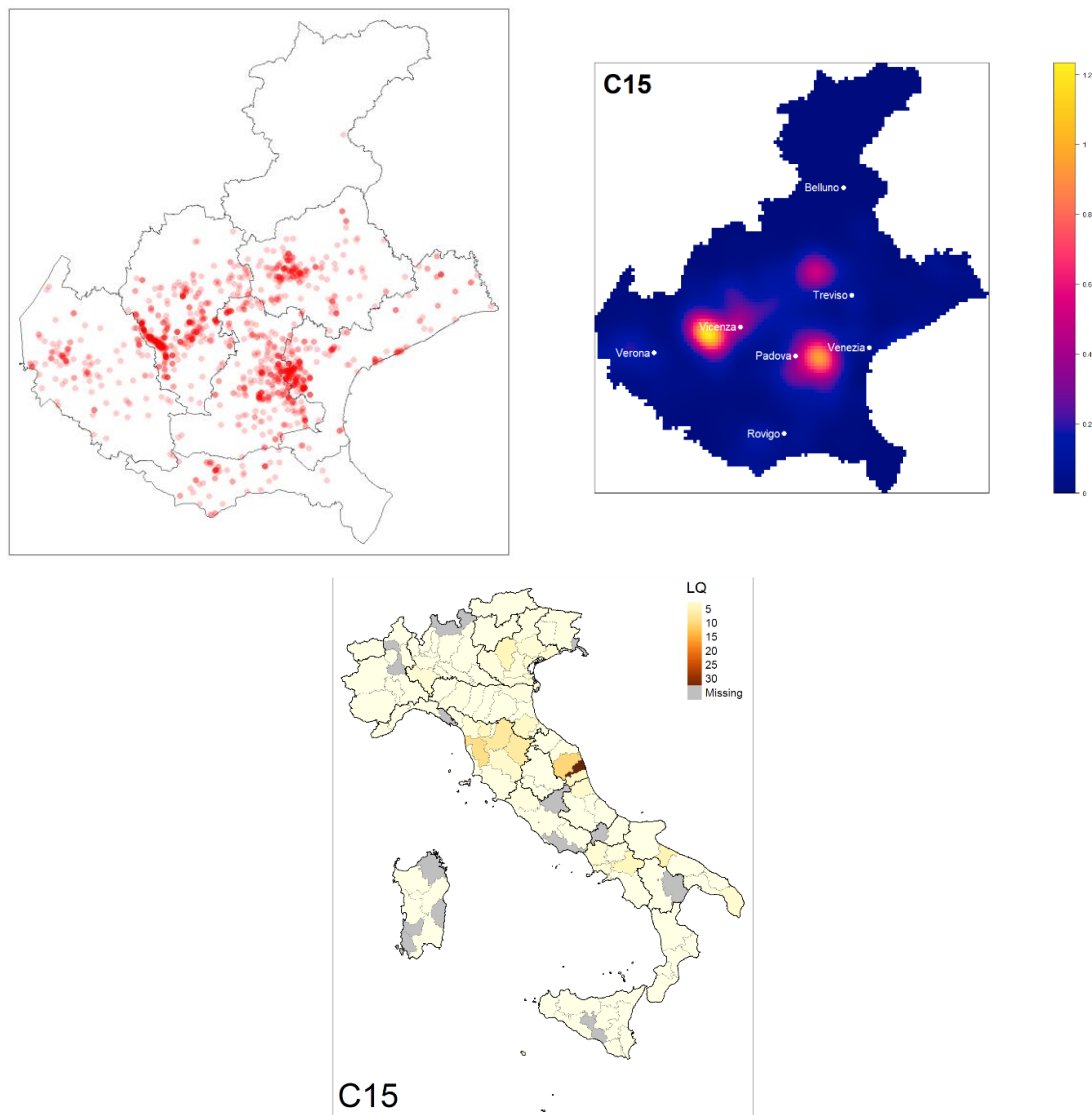 C15
Belluno
Treviso
Vicenza
Venezia
Verona
Padova
Rovigo
1.2
1
0.8
0.6
0.4
0.2
0
LQ
5
10
15
20
25
30
Missing
C15